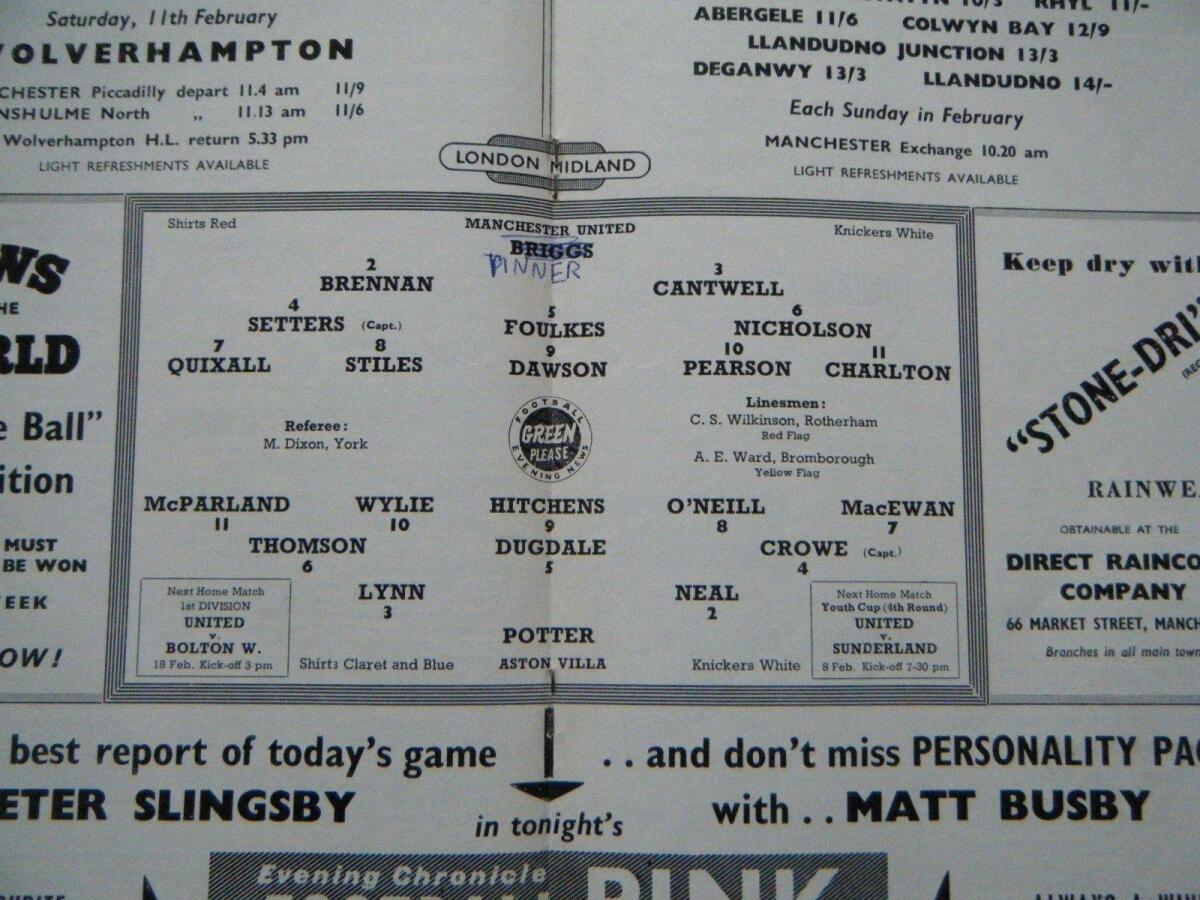 Saturday, 11th February
WOLVERHAMPTON
CHESTER Piccadilly depart 11.4 am 11/9
NSHULME North „ 11.13 am 11/6
Wolverhampton H.L. return 5.33 pm
LIGHT REFRESHMENTS AVAILABLE
RHYL 11/-
ABERGELE 11/6 COLWYN BAY 12/9
LLANDUDNO JUNCTION 13/3
DEGANWY 13/3 LLANDUDNO 14/-
Each Sunday in February
MANCHESTER Exchange 10.20 am
LIGHT REFRESHMENTS AVAILABLE
LONDON MIDLAND
Shirts Red
MANCHESTER UNITED
Knickers White
BRIGGS
PINNER
2
BRENNAN
3
CANTWELL
4
SETTERS (Capt.)
5
FOULKES
6
NICHOLSON
7
QUIXALL
8
STILES
9
DAWSON
10
PEARSON
11
CHARLTON
Referee:
M. Dixon, York
FOOTBALL
GREEN
PLEASE
EVENING NEWS
Linesmen:
C. S. Wilkinson, Rotherham
Red Flag
A. E. Ward, Bromborough
Yellow Flag
McPARLAND
11
WYLIE
10
HITCHENS
9
O'NEILL
8
MacEWAN
7
THOMSON
6
DUGDALE
5
CROWE (Capt.)
4
LYNN
3
NEAL
2
POTTER
Next Home Match
1st DIVISION
UNITED
v.
BOLTON W.
18 Feb. Kick-off 3 pm
Shirts Claret and Blue
ASTON VILLA
Knickers White
Next Home Match
Youth Cup (4th Round)
UNITED
v.
SUNDERLAND
8 Feb. Kick-off 7-30 pm
WS
HE
RLD
e Ball”
ition
MUST
BE WON
EEK
OW!
Keep dry with
“STONE-DRI”
RAINWE
OBTAINABLE AT THE
DIRECT RAINCO
COMPANY
66 MARKET STREET, MANCH
Branches in all main town
best report of today's game
ETER SLINGSBY
in tonight's
. . and don't miss PERSONALITY PAG
with . . MATT BUSBY
Evening Chronicle
FOOTBALL PINK